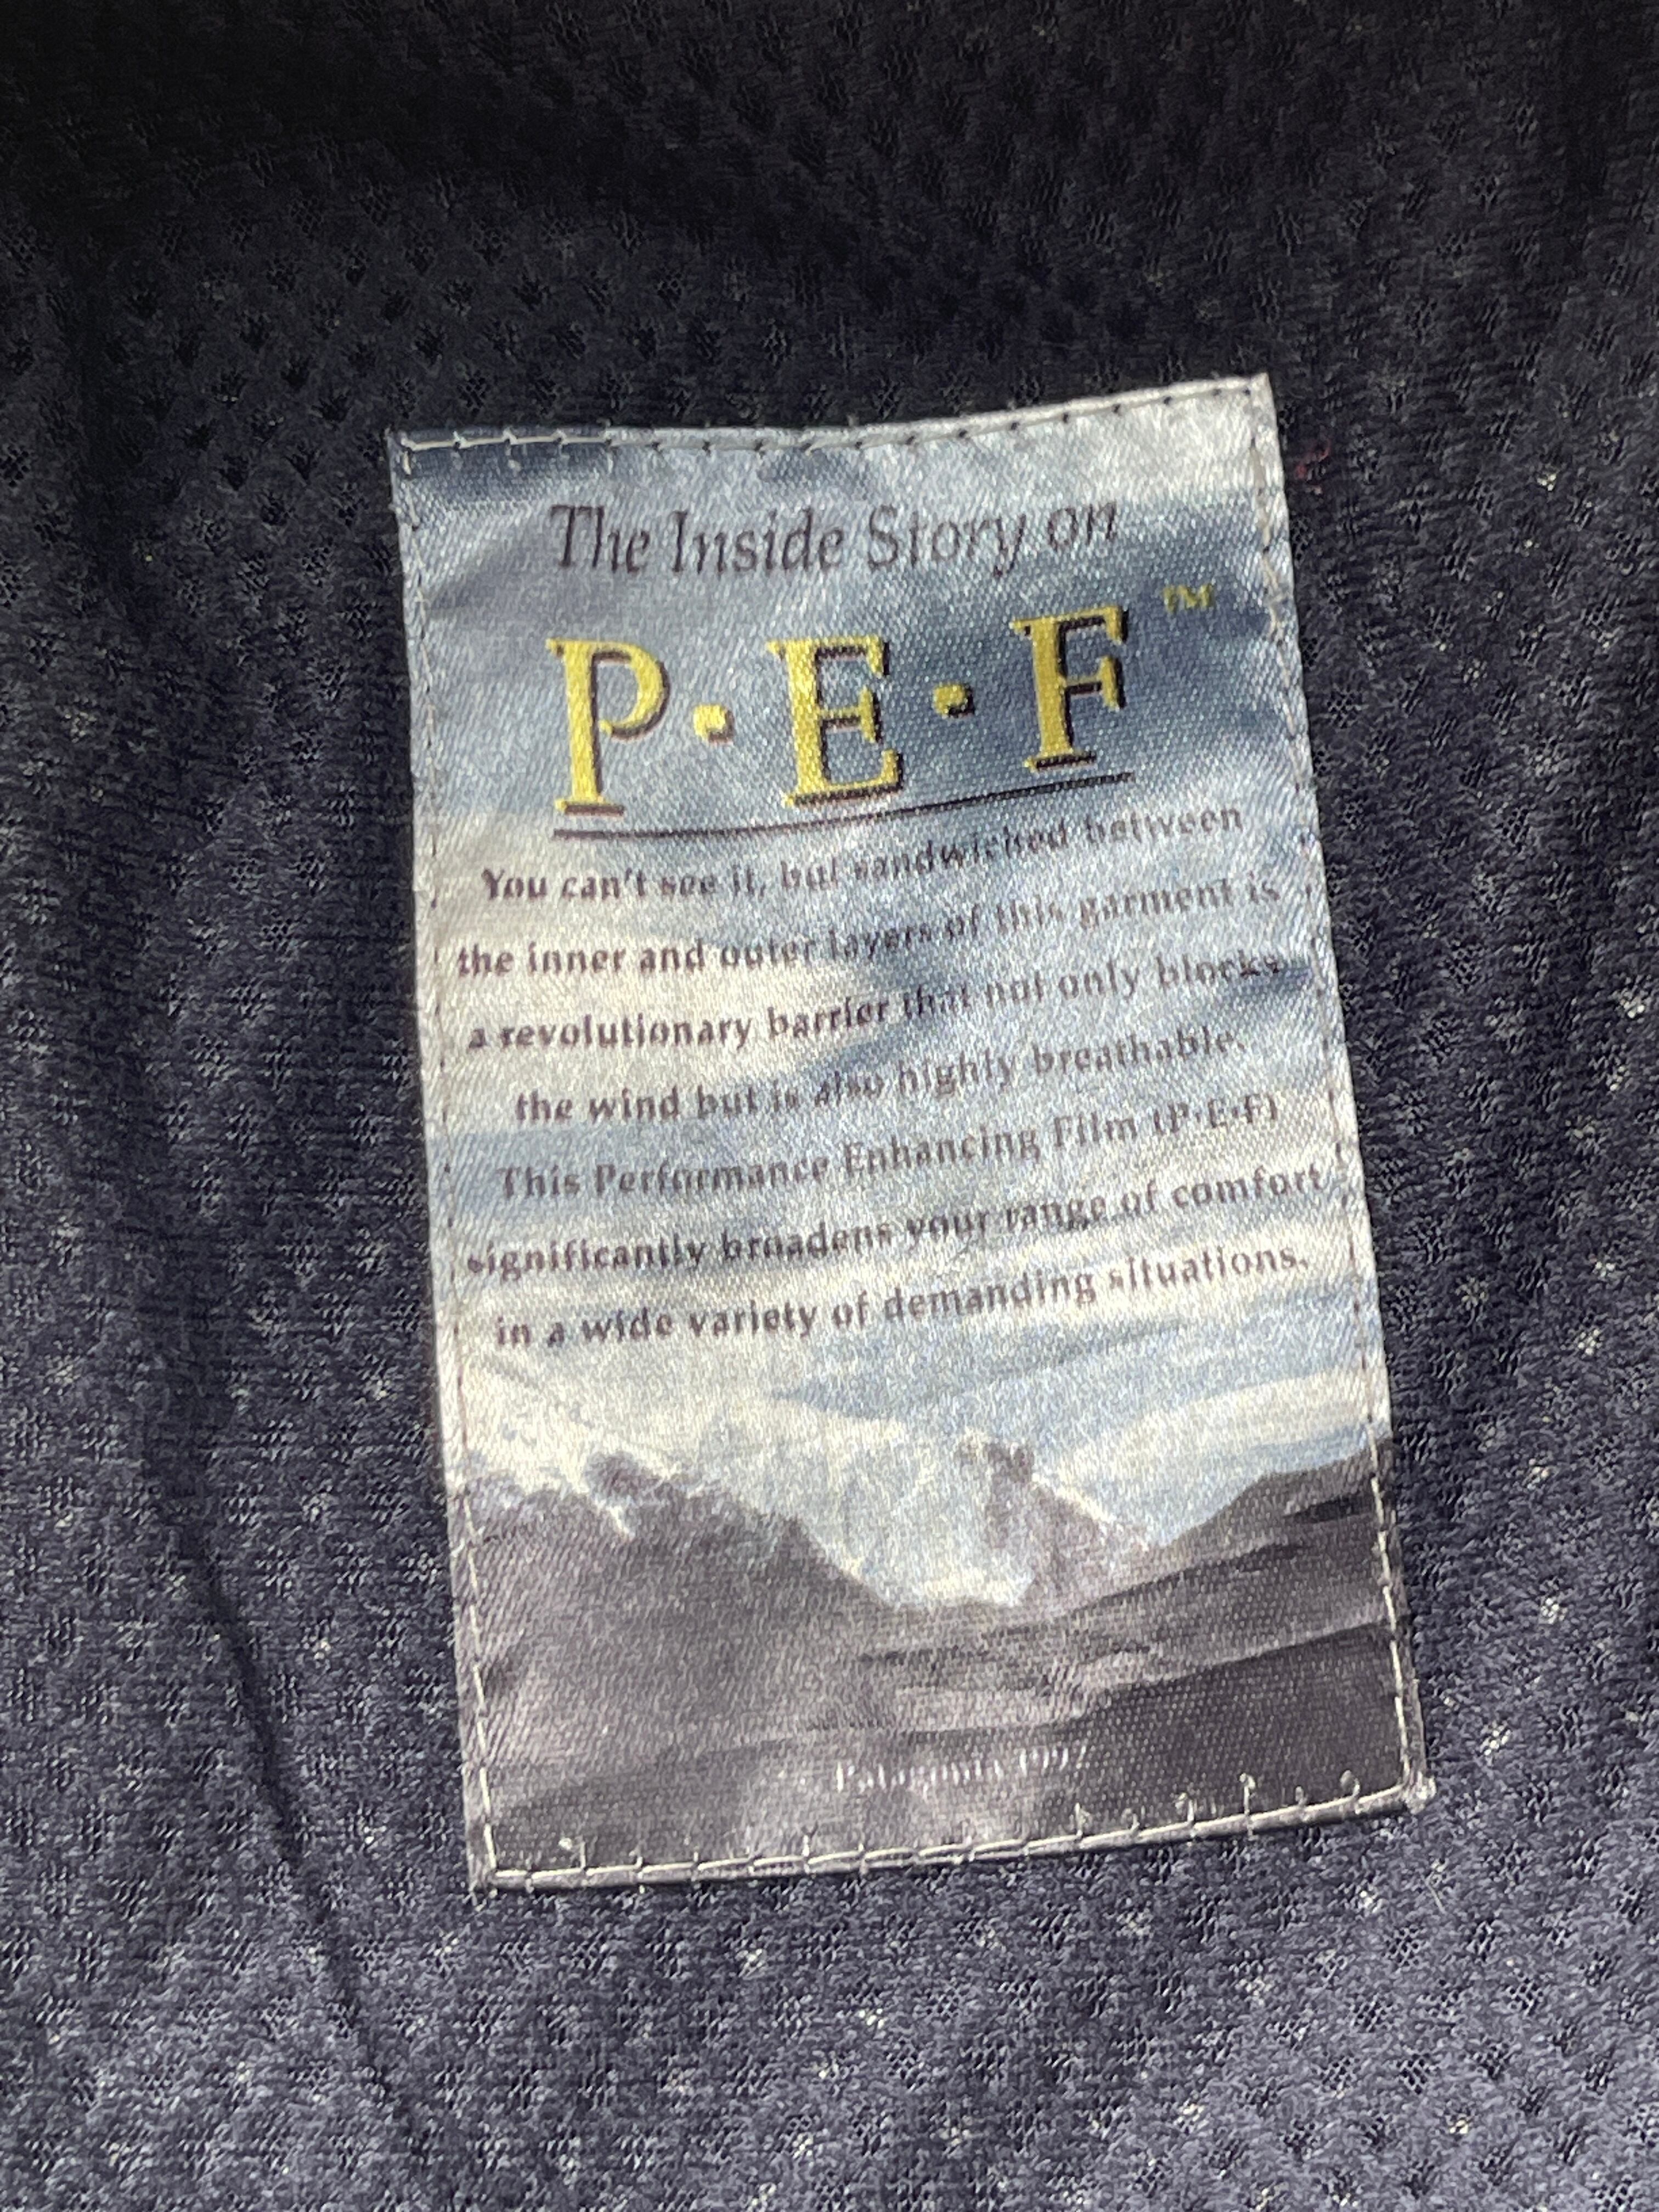 The Inside Story on
P·E·F™
You can't see it, but sandwiched between
the inner and outer layers of this garment is
a revolutionary barrier that not only blocks
the wind but is also highly breathable.
This Performance Enhancing Film (P·E·F)
significantly broadens your range of comfort
in a wide variety of demanding situations.
Patagonia 1997